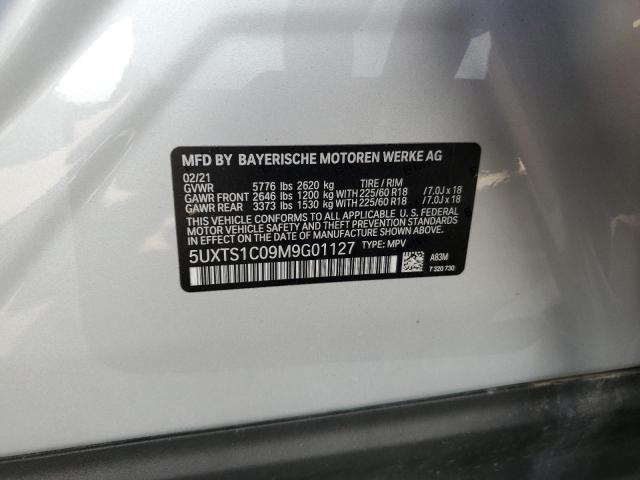 MFD BY BAYERISCHE MOTOREN WERKE AG
02/21
GVWR 5776 lbs 2620 kg TIRE / RIM
GAWR FRONT 2646 lbs 1200 kg WITH 225/60 R18 /7.0J x 18
GAWR REAR 3373 lbs 1530 kg WITH 225/60 R18 /7.0J x 18
THIS VEHICLE CONFORMS TO ALL APPLICABLE U. S. FEDERAL
MOTOR VEHICLE SAFETY, BUMPER, AND THEFT PREVENTION STANDARDS
IN EFFECT ON THE DATE OF MANUFACTURE SHOWN ABOVE.
5UXTS1C09M9G01127 TYPE: MPV
A83M
7 320 730